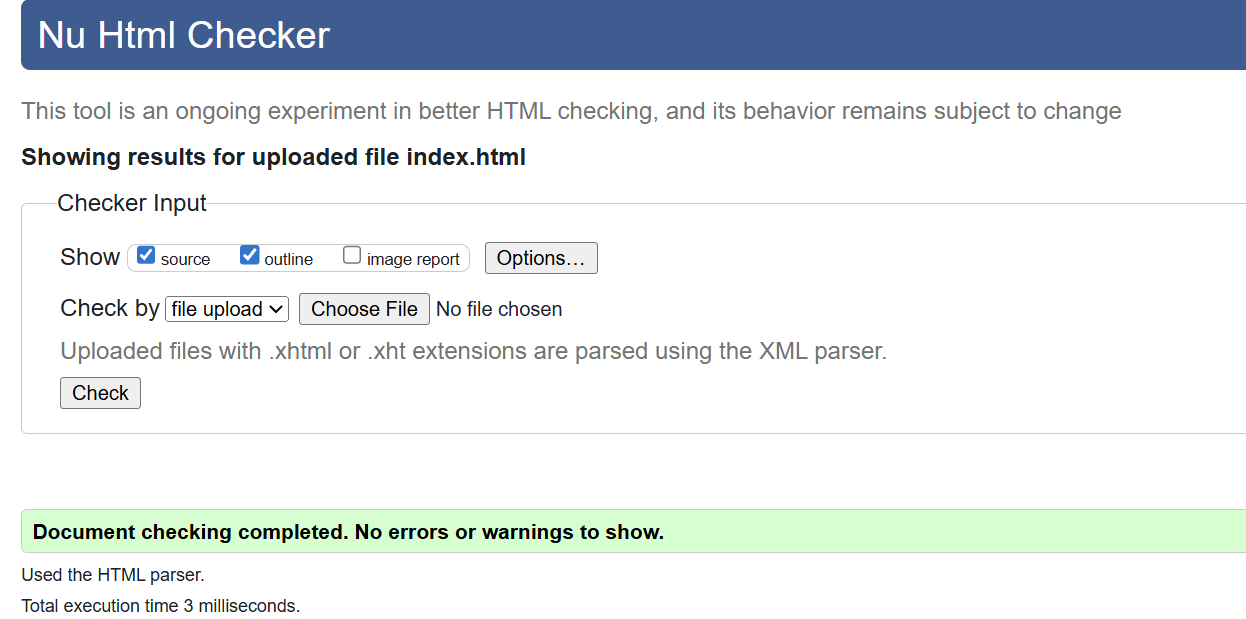 Nu Html Checker
This tool is an ongoing experiment in better HTML checking, and its behavior remains subject to change
Showing results for uploaded file index.html
Checker Input
Show source outline image report Options…
Check by file upload Choose File No file chosen
Uploaded files with .xhtml or .xht extensions are parsed using the XML parser.
Check
Document checking completed. No errors or warnings to show.
Used the HTML parser.
Total execution time 3 milliseconds.